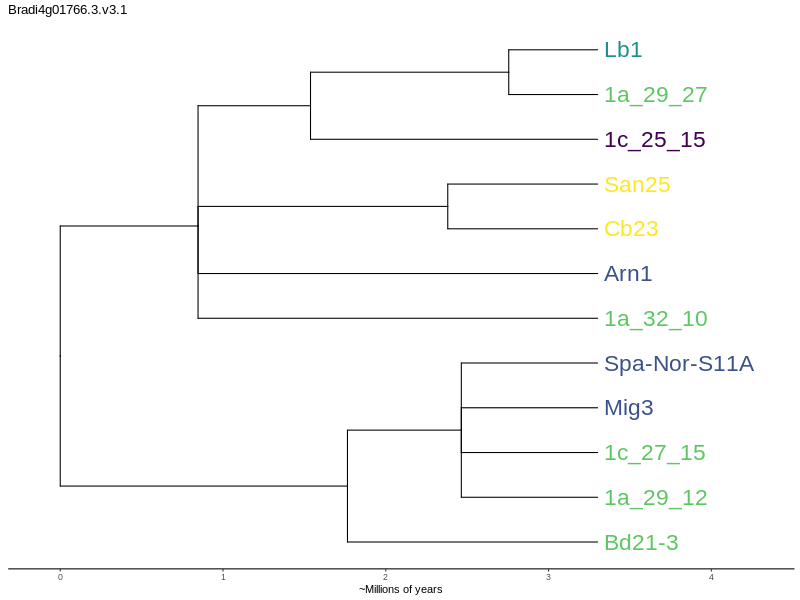 Bradi4g01766.3.v3.1
Lb1
1a_29_27
1c_25_15
San25
Cb23
Arn1
1a_32_10
Spa-Nor-S11A
Mig3
1c_27_15
1a_29_12
Bd21-3
0 1 2 3 4
~Millions of years